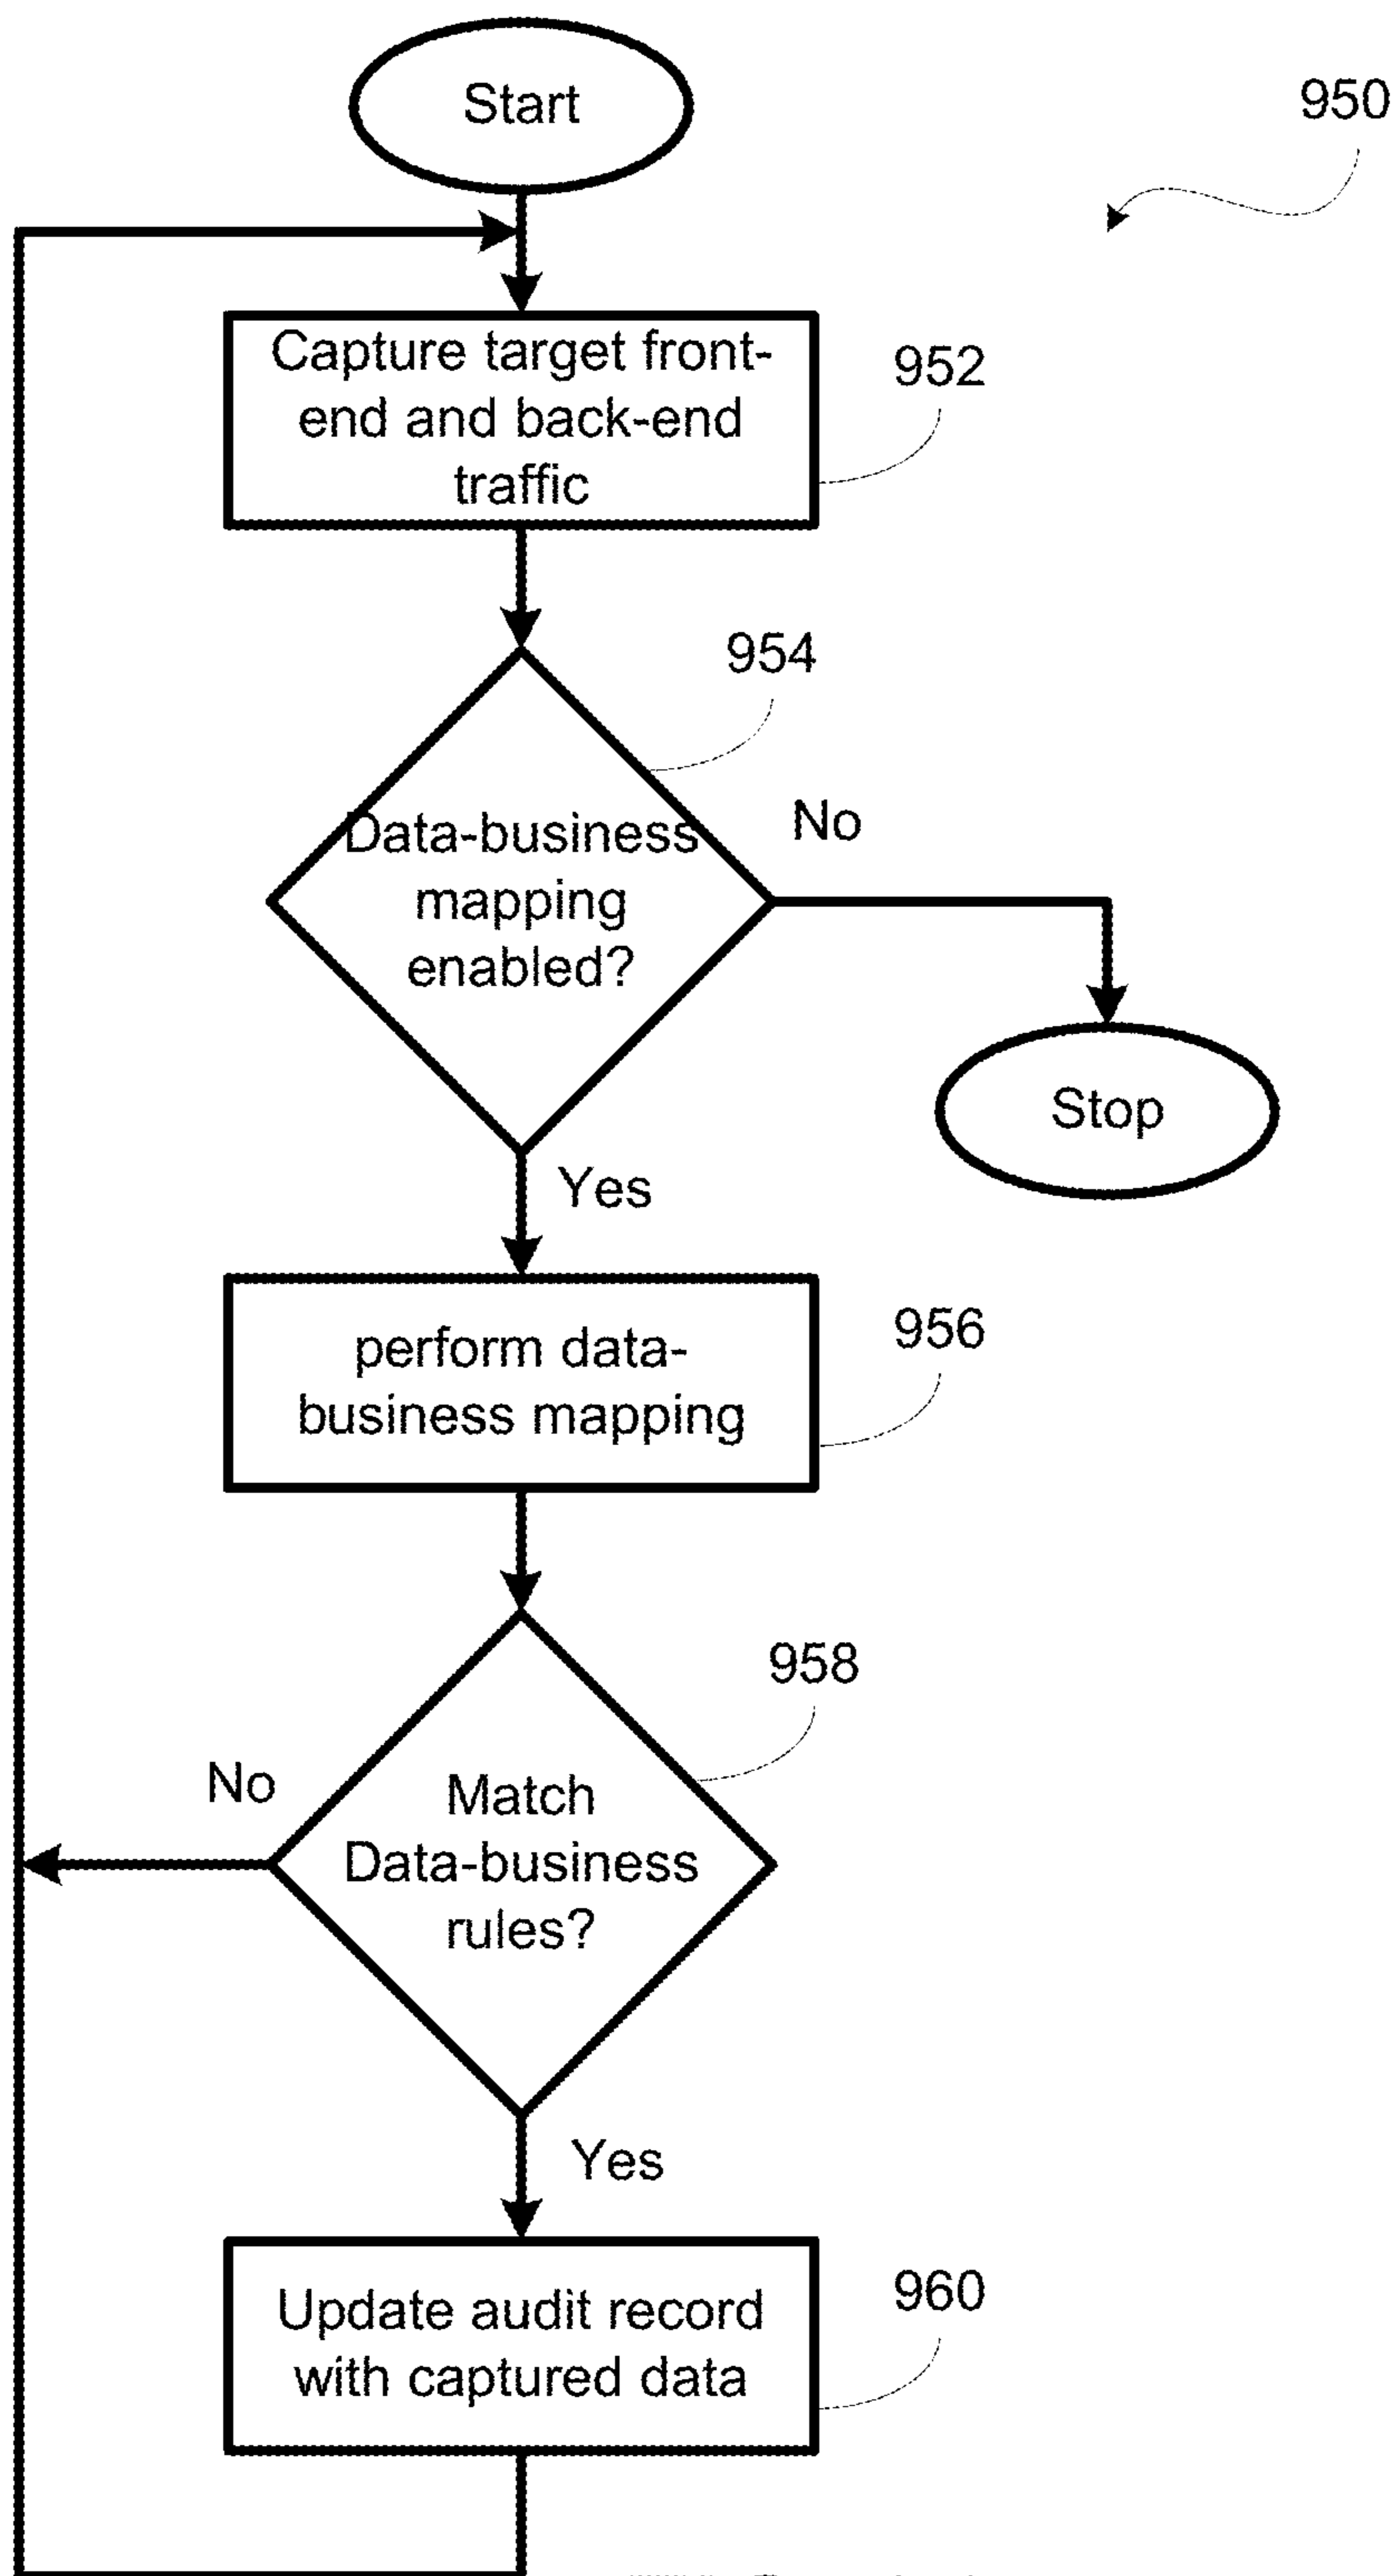 Start
950
Capture target front-
end and back-end
traffic
952
954
Data-business
mapping
enabled?
No
Stop
Yes
perform data-
business mapping
956
958
No
Match
Data-business
rules?
Yes
Update audit record
with captured data
960